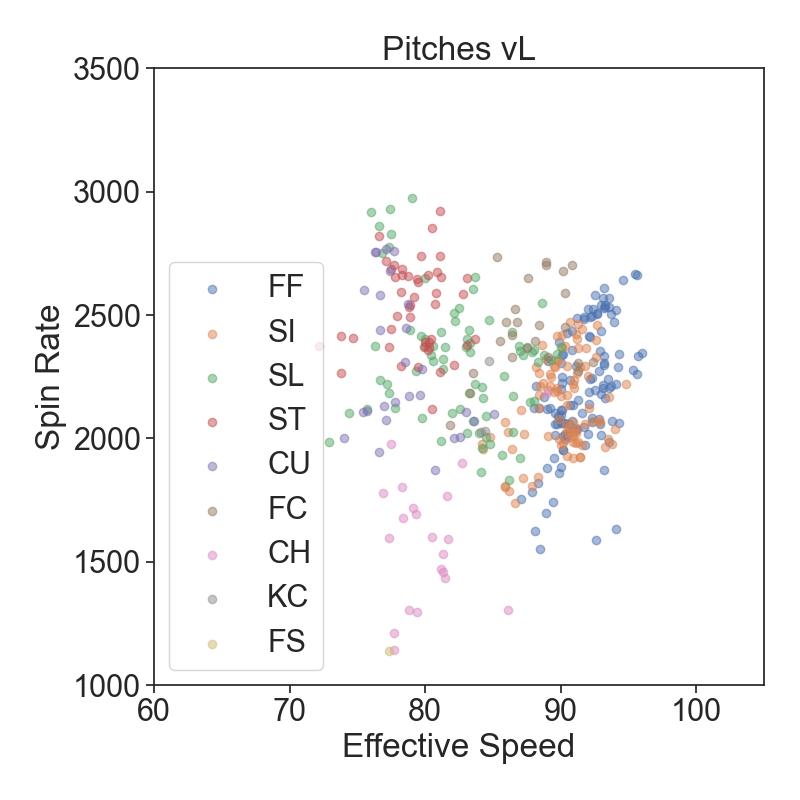 Pitches vL
3500
3000
2500
2000
1500
1000
Spin Rate
FF
SI
SL
ST
CU
FC
CH
KC
FS
60
70
80
90
100
Effective Speed